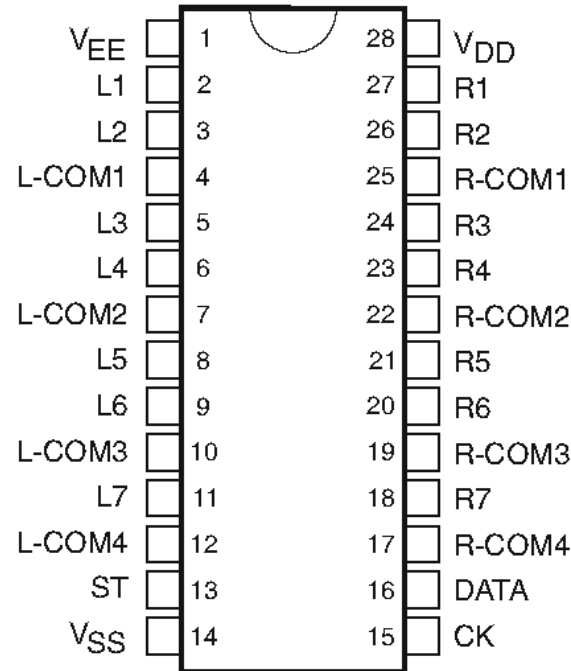 VEE 1 28 VDD
L1 2 27 R1
L2 3 26 R2
L-COM1 4 25 R-COM1
L3 5 24 R3
L4 6 23 R4
L-COM2 7 22 R-COM2
L5 8 21 R5
L6 9 20 R6
L-COM3 10 19 R-COM3
L7 11 18 R7
L-COM4 12 17 R-COM4
ST 13 16 DATA
VSS 14 15 CK